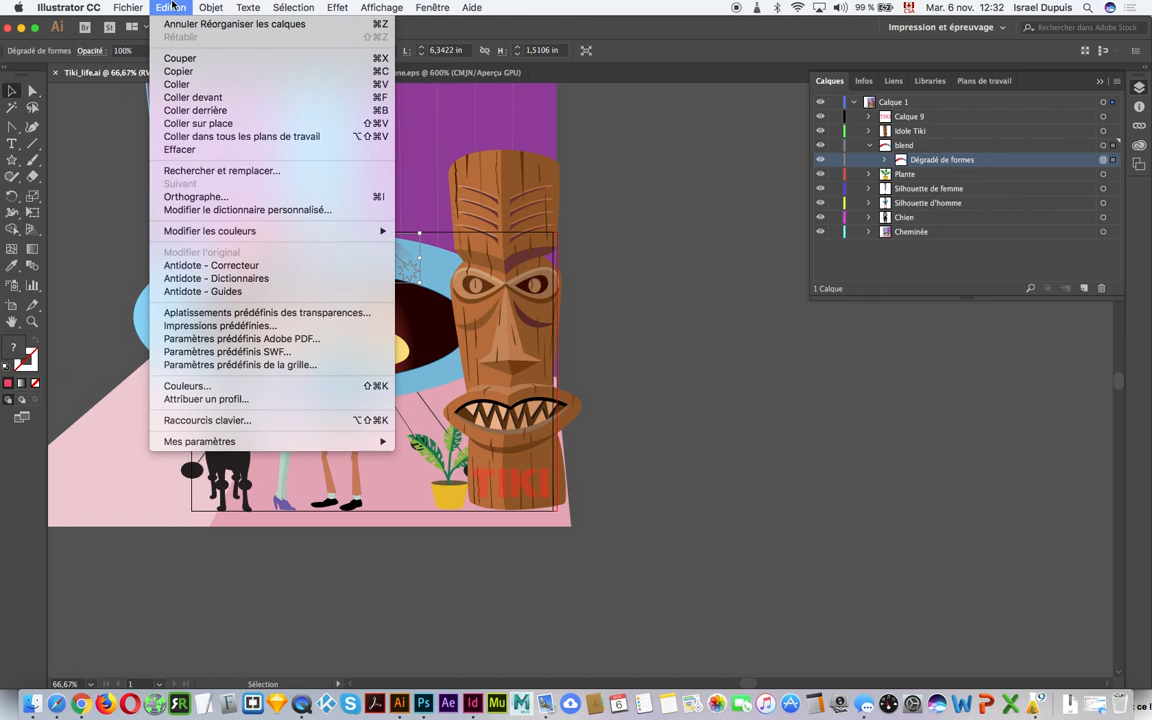 Illustrator CC Fichier Edition Objet Texte Sélection Effet Affichage Fenêtre Aide 99 % Mar. 6 nov. 12:32 Israel Dupuis
Br St Impression et épreuvage Rechercher dans Adobe Stock
Dégradé de formes Opacité : 100% L : 6,3422 in H : 1,5106 in
Tiki_life.ai @ 66,67% (RV ne.eps @ 600% (CMJN/Aperçu GPU)
Annuler Réorganiser les calques ⌘Z
Rétablir ⇧⌘Z
Couper ⌘X
Copier ⌘C
Coller ⌘V
Coller devant ⌘F
Coller derrière ⌘B
Coller sur place ⇧⌘V
Coller dans tous les plans de travail ⌥⇧⌘V
Effacer
Rechercher et remplacer...
Suivant
Orthographe... ⌘I
Modifier le dictionnaire personnalisé...
Modifier les couleurs
Modifier l'original
Antidote - Correcteur
Antidote - Dictionnaires
Antidote - Guides
Aplatissements prédéfinis des transparences...
Impressions prédéfinies...
Paramètres prédéfinis Adobe PDF...
Paramètres prédéfinis SWF...
Paramètres prédéfinis de la grille...
Couleurs... ⇧⌘K
Attribuer un profil...
Raccourcis clavier... ⌥⇧⌘K
Mes paramètres
Calques Infos Liens Libraries Plans de travail
Calque 1
Calque 9
Idole Tiki
blend
Dégradé de formes
Plante
Silhouette de femme
Silhouette d'homme
Chien
Cheminée
1 Calque
TIKI
66,67% 1 Sélection